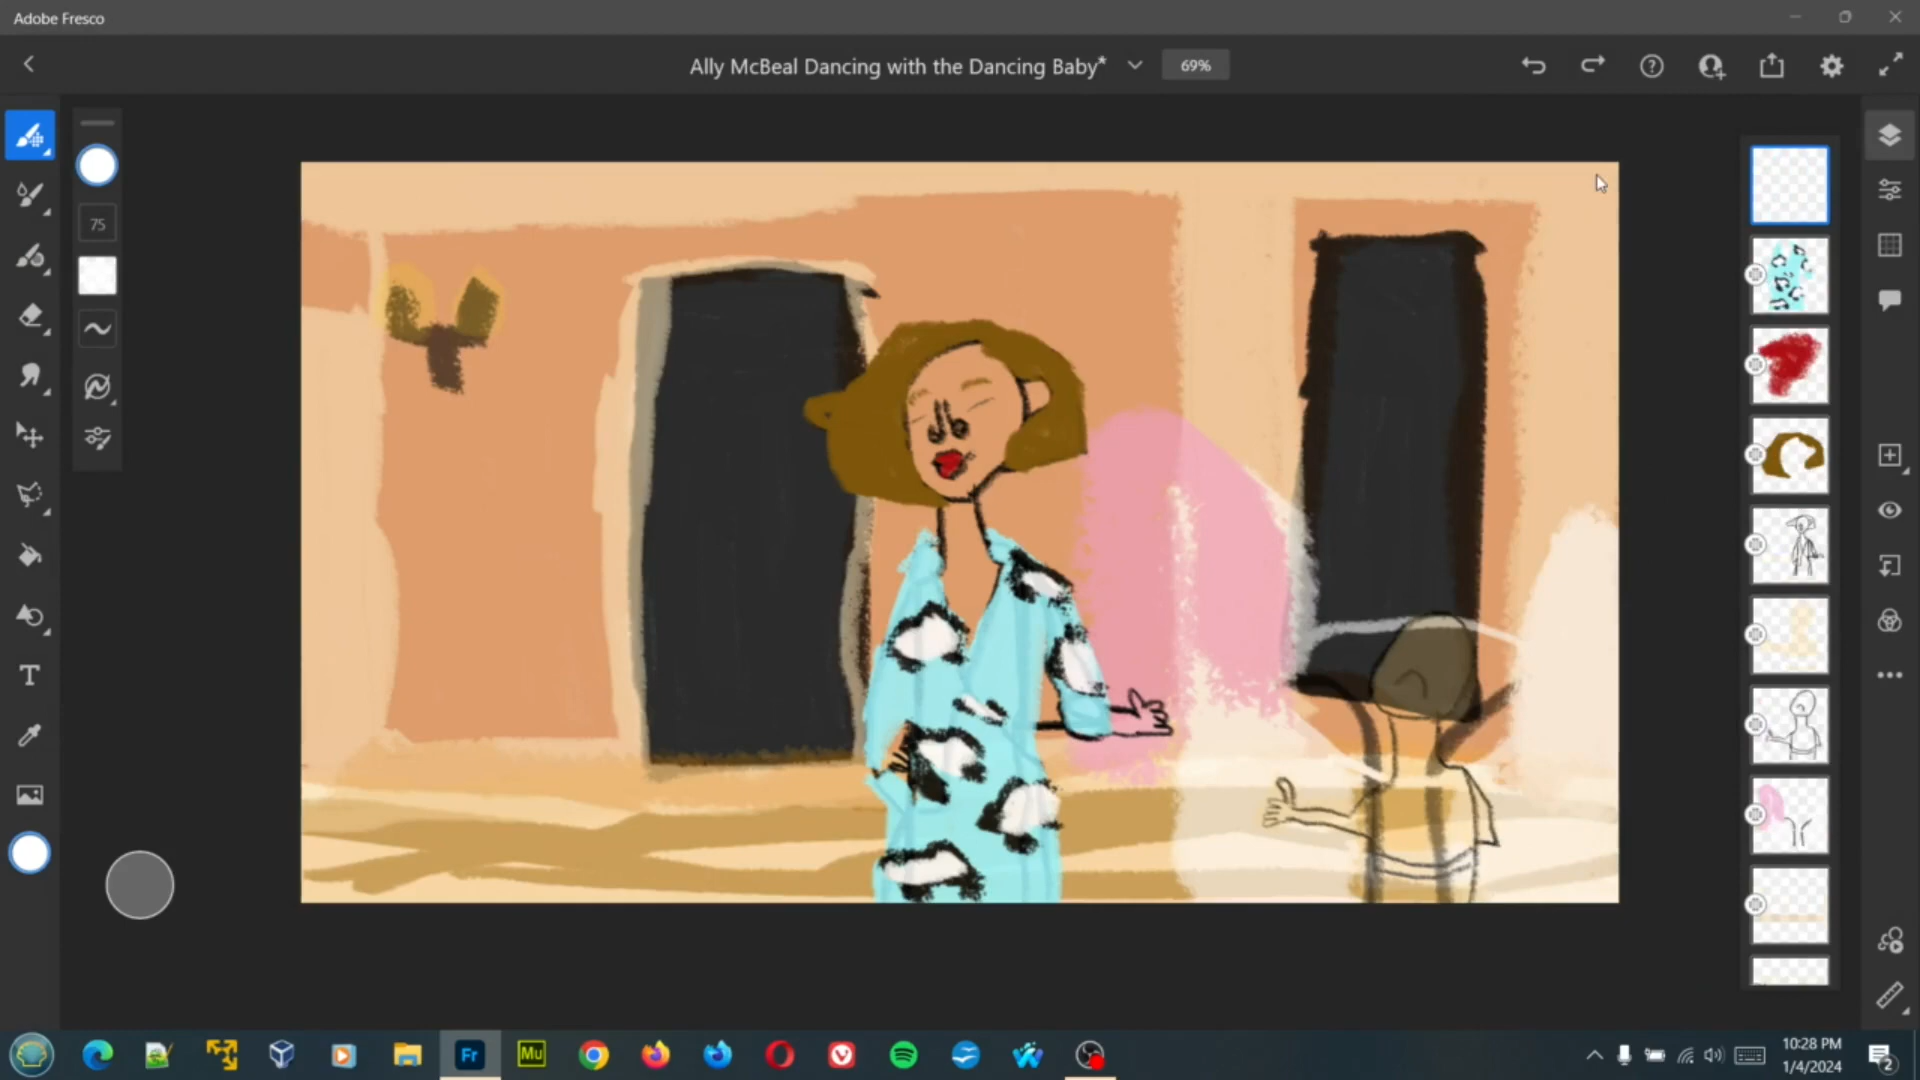 Adobe Fresco
Ally McBeal Dancing with the Dancing Baby*
69%
75
T
Fr
Mu
10:28 PM
1/4/2024
2